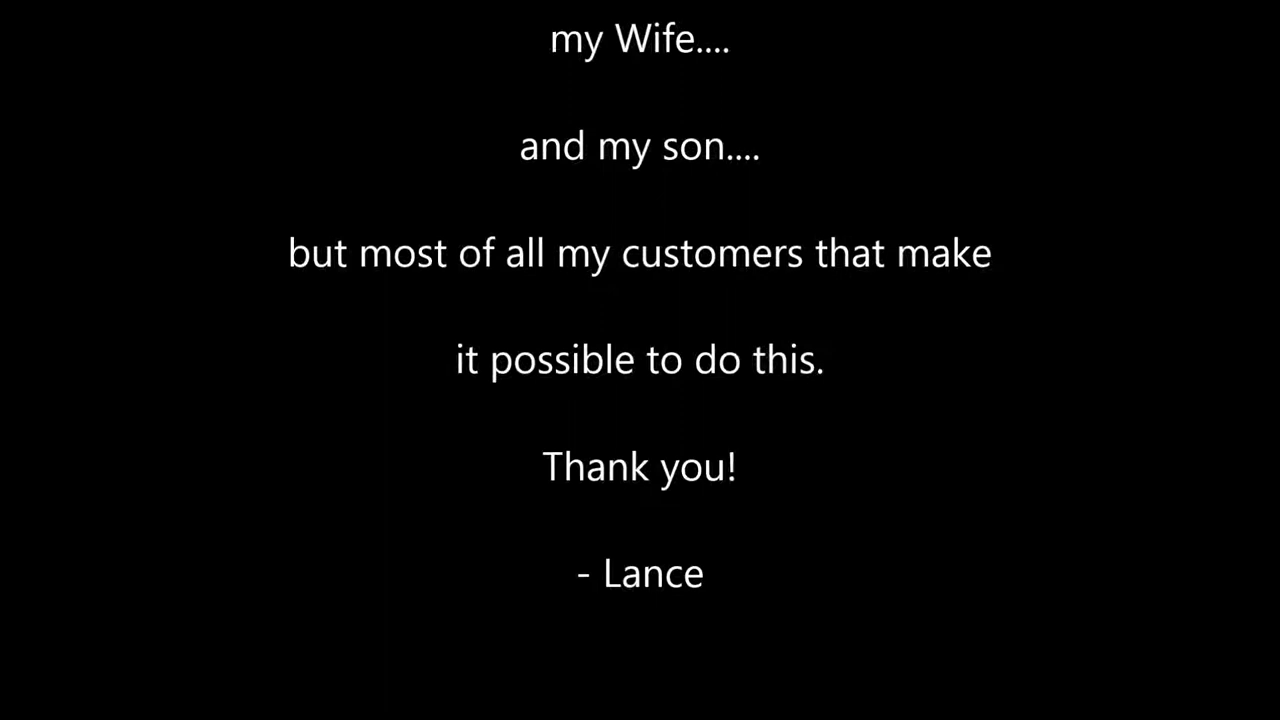 my Wife....
and my son....
but most of all my customers that make
it possible to do this.
Thank you!
- Lance